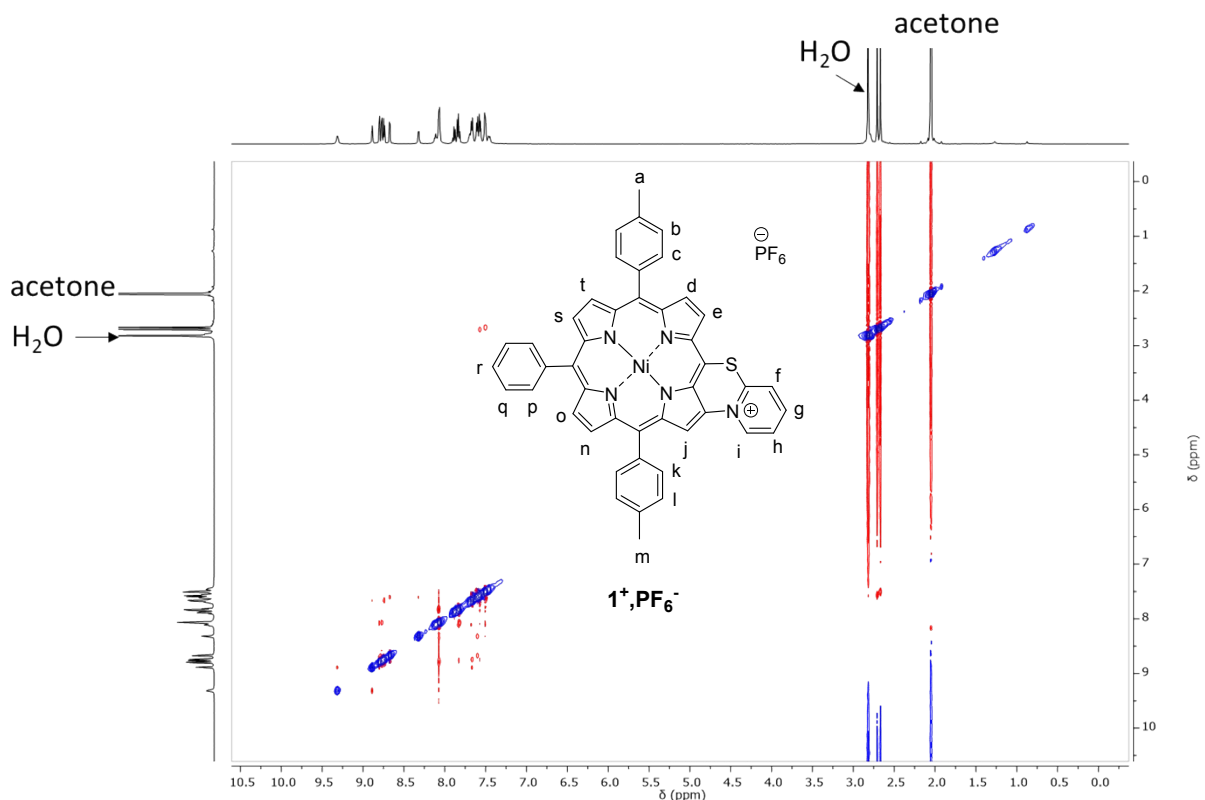 acetone
H₂O
acetone
H₂O
a
b
c
⊖
PF₆
t
d
s
e
N
N
Ni
S
r
f
N
N
g
q
p
o
N
⊕
h
n
j
i
k
l
m
1⁺,PF₆⁻
0
1
2
3
4
5
6
7
8
9
10
δ (ppm)
10.5 10.0 9.5 9.0 8.5 8.0 7.5 7.0 6.5 6.0 5.5 5.0 4.5 4.0 3.5 3.0 2.5 2.0 1.5 1.0 0.5 0.0
δ (ppm)